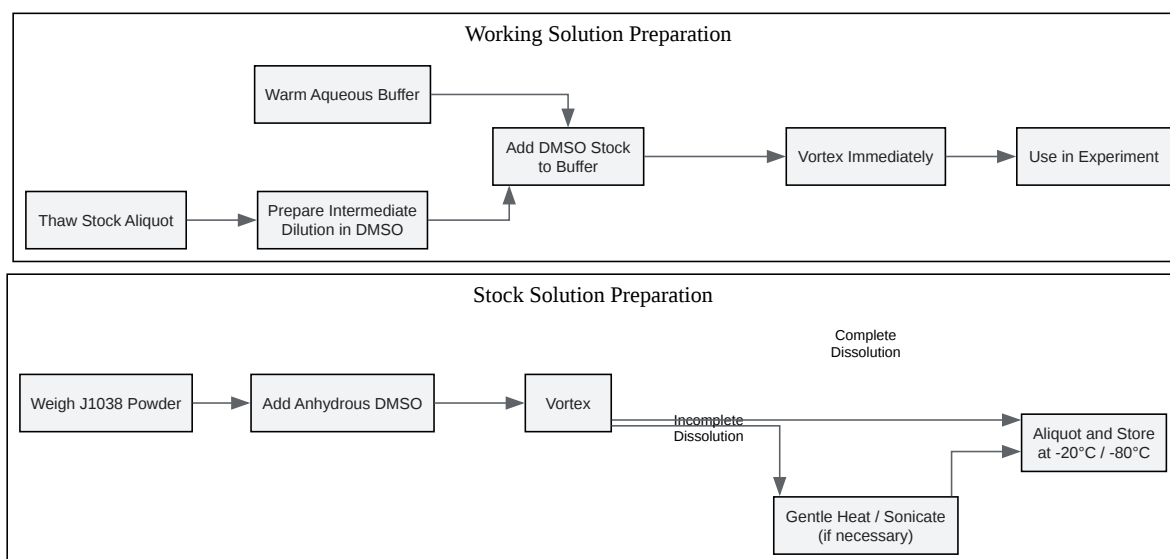 Working Solution Preparation
Warm Aqueous Buffer
Add DMSO Stock
to Buffer
Vortex Immediately
Use in Experiment
Thaw Stock Aliquot
Prepare Intermediate
Dilution in DMSO
Stock Solution Preparation
Complete
Dissolution
Weigh J1038 Powder
Add Anhydrous DMSO
Vortex
Incomplete
Dissolution
Aliquot and Store
at -20°C / -80°C
Gentle Heat / Sonicate
(if necessary)